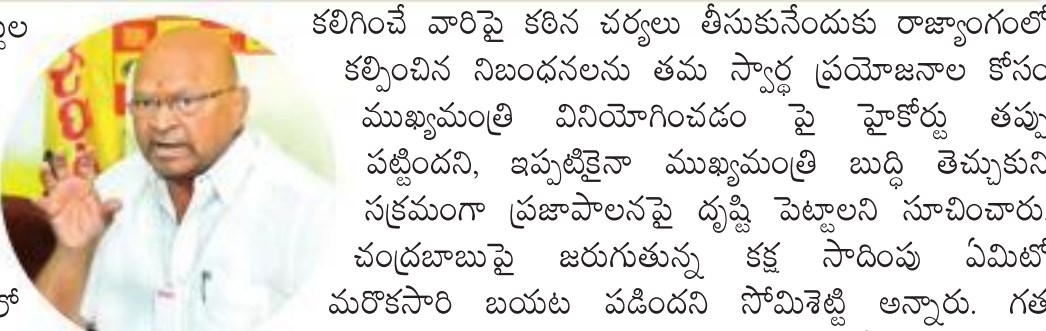 కలిగించే వారిపై కఠిన చర్యలు తీసుకునేందుకు రాజ్యాంగంలో
కల్పించిన నిబంధనలను తమ స్వార్థ ప్రయోజనాల కోసం
ముఖ్యమంత్రి వినియోగించడం పై హైకోర్టు తప్పు
పట్టిందని, ఇప్పటికైనా ముఖ్యమంత్రి బుద్ధి తెచ్చుకుని
సక్రమంగా ప్రజాపాలనపై దృష్టి పెట్టాలని సూచించారు.
చంద్రబాబుపై జరుగుతున్న కక్ష సాదింపు ఏమిటో
మరొకసారి బయట పడిందని సోమిశెట్టి అన్నారు. గత